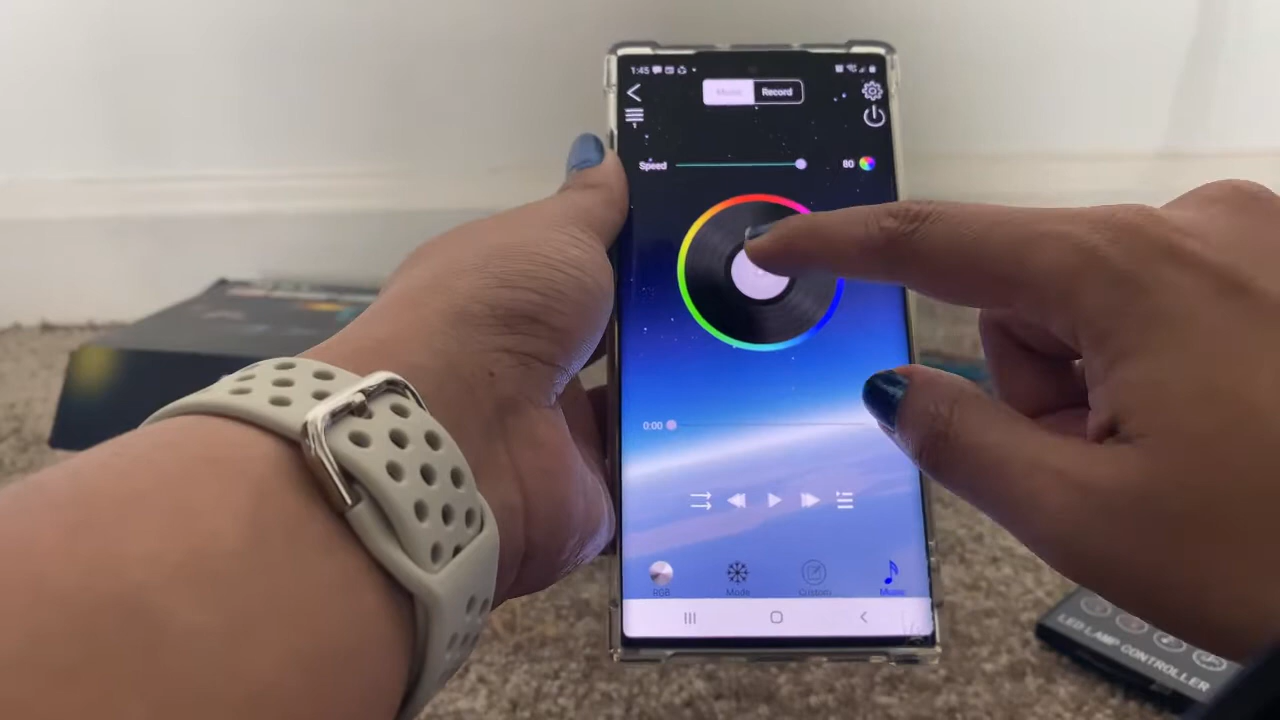 1:45
Music Record
Speed 80
0:00
RGB Mode Custom Music
LED LAMP CONTROLLER